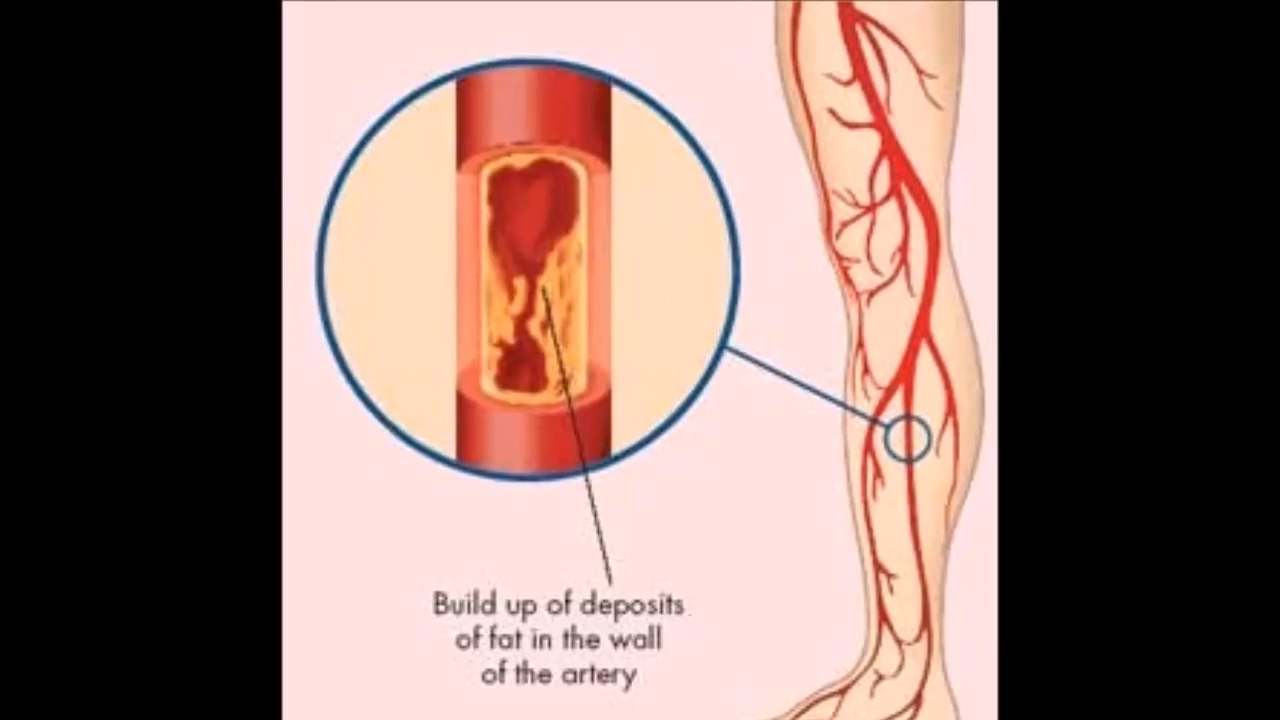 Build up of deposits
of fat in the wall
of the artery